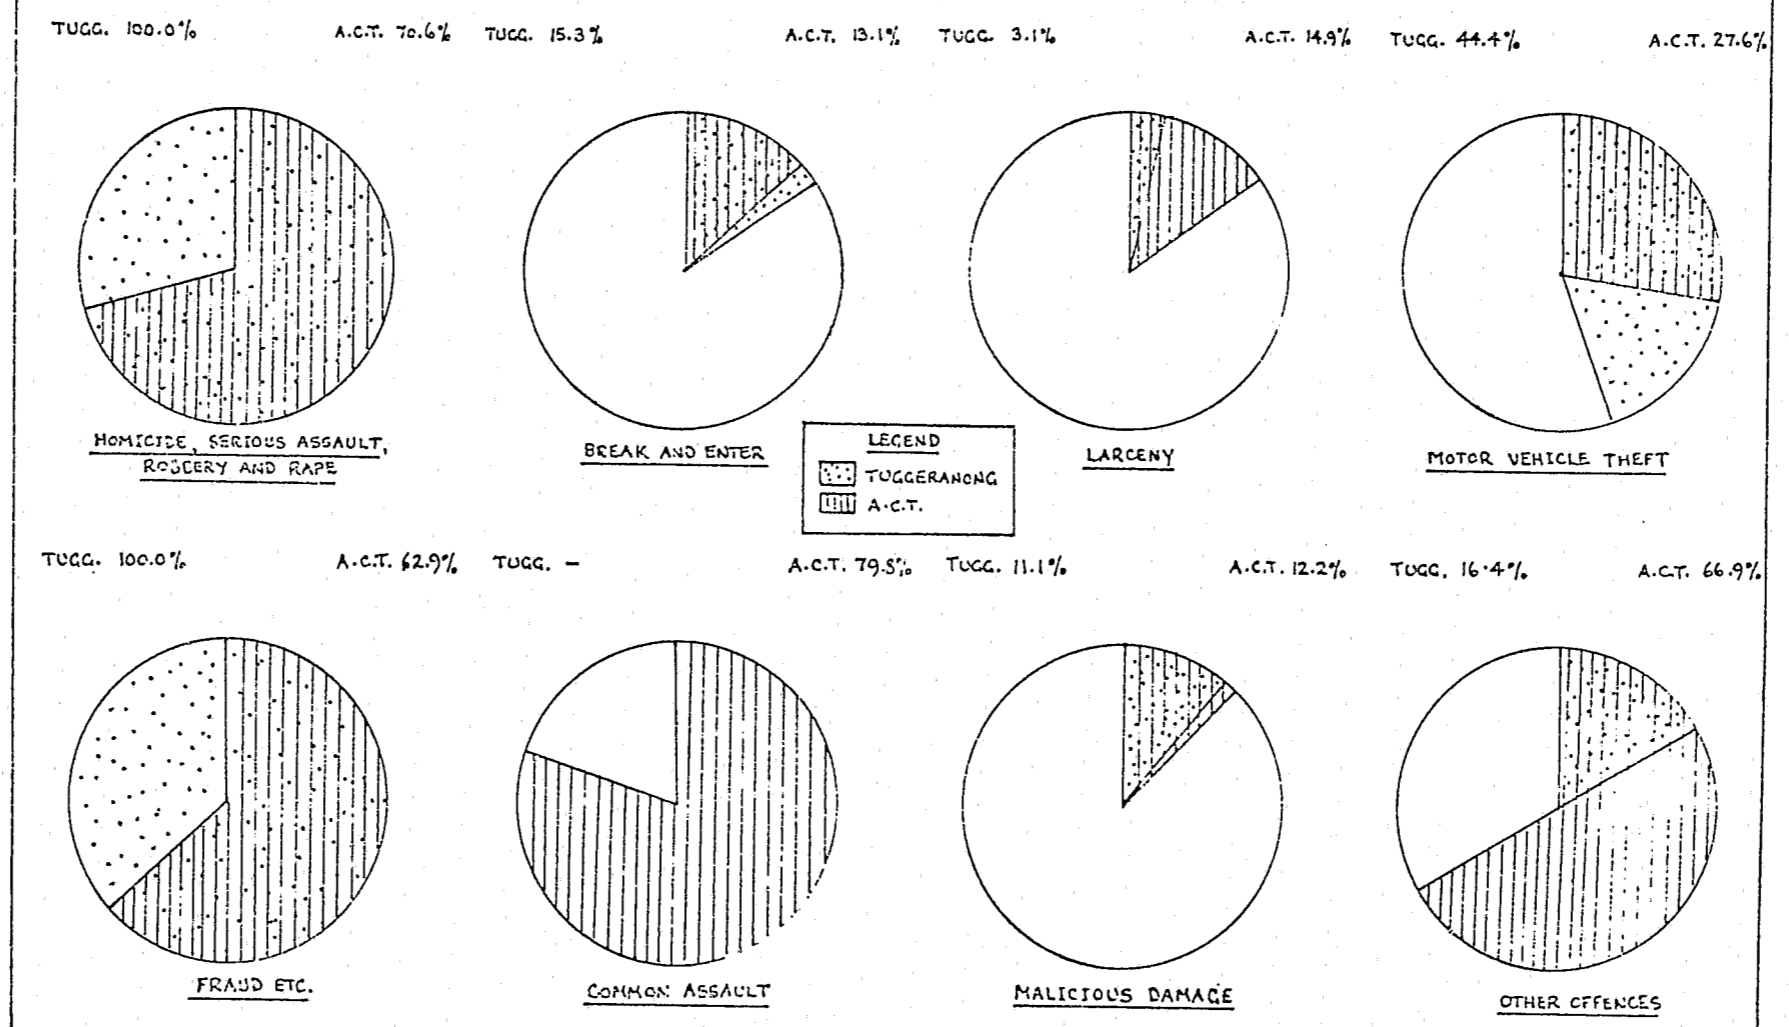 TUGG. 100.0% A.C.T. 70.6% TUGG. 15.3% A.C.T. 13.1% TUGG. 3.1% A.C.T. 14.9% TUGG. 44.4% A.C.T. 27.6%
HOMICIDE, SERIOUS ASSAULT,
ROBBERY AND RAPE
BREAK AND ENTER
LEGEND
TUGGERANONG
A.C.T.
LARCENY
MOTOR VEHICLE THEFT
TUGG. 100.0% A.C.T. 62.9% TUGG. – A.C.T. TUGG. 11.1% A.C.T. 12.2% TUGG. 16.4% A.C.T. 66.9%
FRAUD ETC.
COMMON ASSAULT
MALICIOUS DAMAGE
OTHER OFFENCES